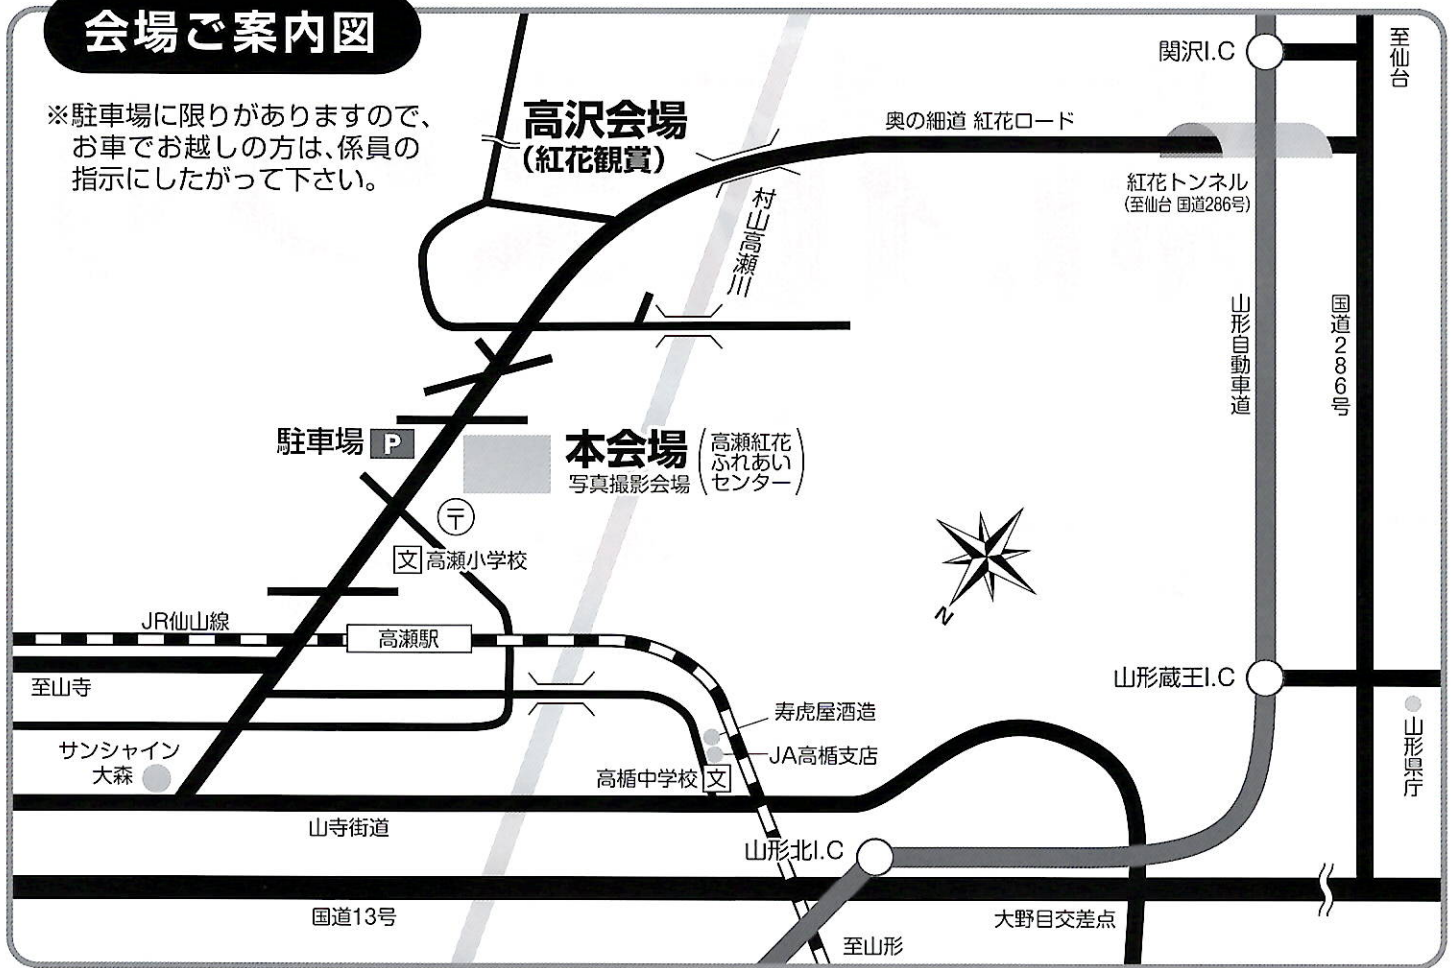 会場ご案内図
※駐車場に限りがありますので、
お車でお越しの方は、係員の
指示にしたがって下さい。
高沢会場
(紅花観賞)
奥の細道 紅花ロード
関沢I.C
至仙台
紅花トンネル
(至仙台 国道286号)
村山高瀬川
山形自動車道
国道286号
駐車場 P
本会場
写真撮影会場
(高瀬紅花
ふれあい
センター)
〒
文 高瀬小学校
N
JR仙山線
高瀬駅
至山寺
山形蔵王I.C
山形県庁
サンシャイン
大森
寿虎屋酒造
JA高楯支店
高楯中学校 文
山寺街道
山形北I.C
国道13号
大野目交差点
至山形